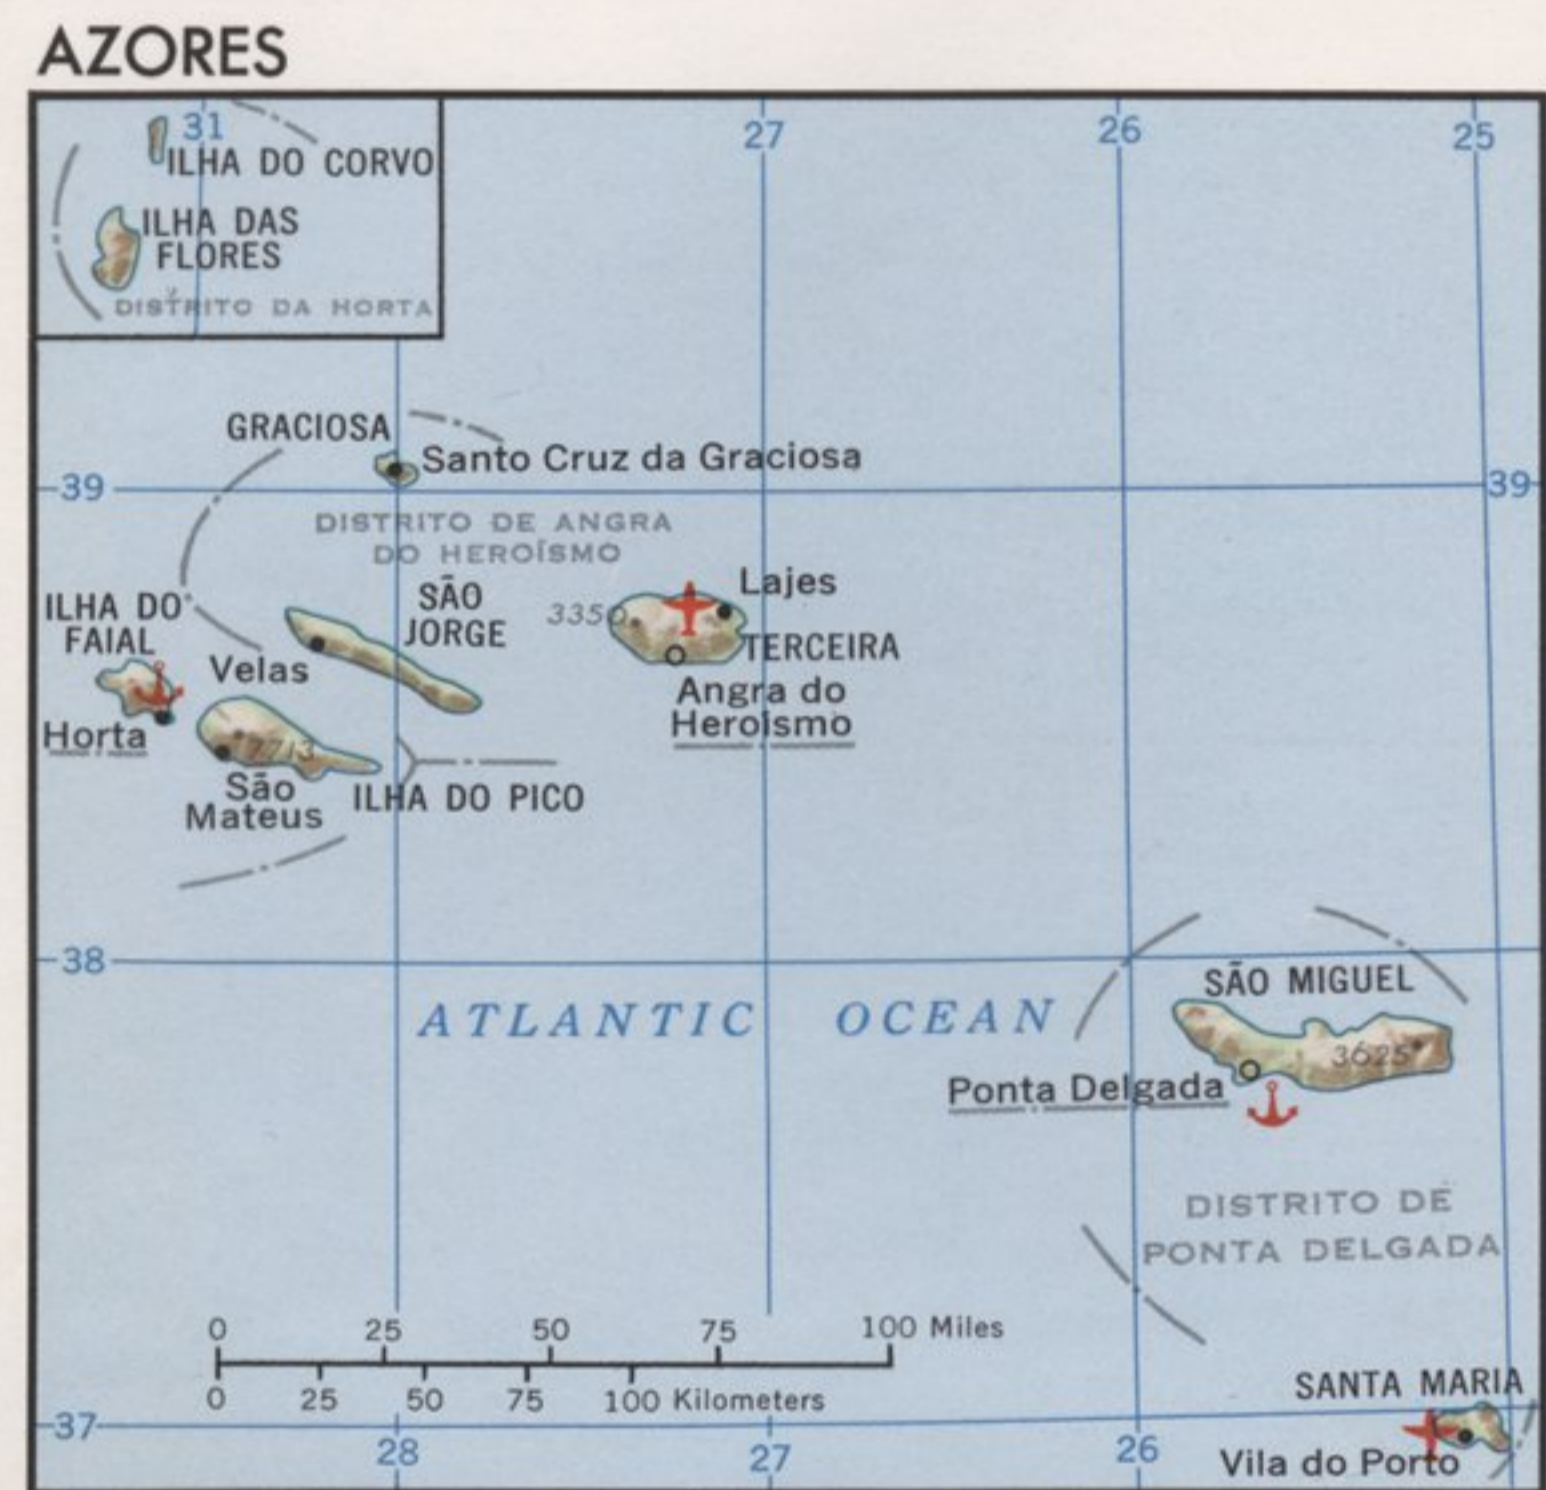 AZORES
31
27
26
25
ILHA DO CORVO
ILHA DAS
FLORES
DISTRITO DA HORTA
GRACIOSA
Santo Cruz da Graciosa
39
39
DISTRITO DE ANGRA
DO HEROÍSMO
ILHA DO
FAIAL
SÃO
JORGE
3350
Lajes
TERCEIRA
Velas
Angra do
Heroísmo
Horta
7713
São
Mateus
ILHA DO PICO
38
SÃO MIGUEL
ATLANTIC OCEAN
3625
Ponta Delgada
DISTRITO DE
PONTA DELGADA
0 25 50 75 100 Miles
0 25 50 75 100 Kilometers
SANTA MARIA
37
28
27
26
Vila do Porto